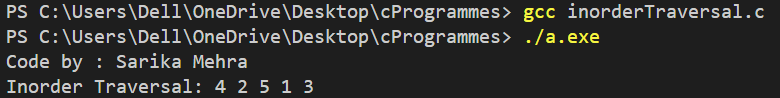 PS C:\Users\Dell\OneDrive\Desktop\cProgrammes> gcc inorderTraversal.c
PS C:\Users\Dell\OneDrive\Desktop\cProgrammes> ./a.exe
Code by : Sarika Mehra
Inorder Traversal: 4 2 5 1 3